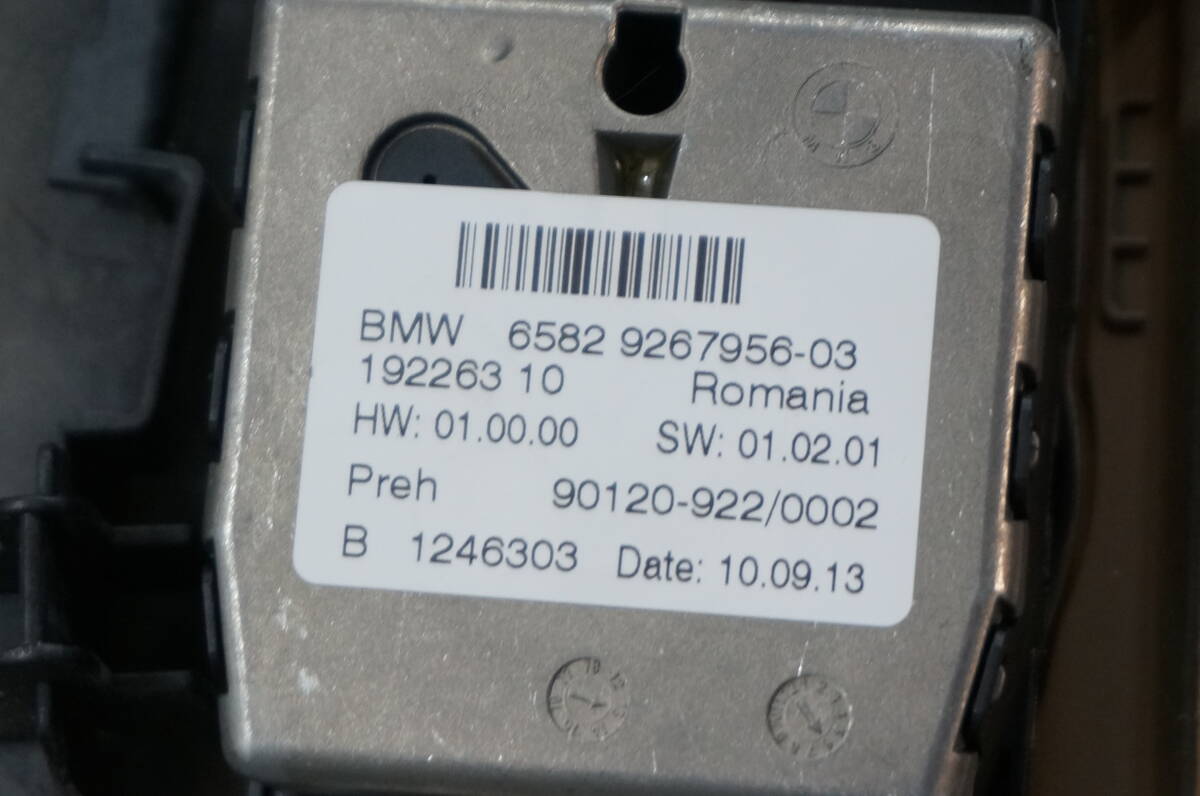 BMW 6582 9267956-03
192263 10 Romania
HW: 01.00.00 SW: 01.02.01
Preh 90120-922/0002
B 1246303 Date: 10.09.13